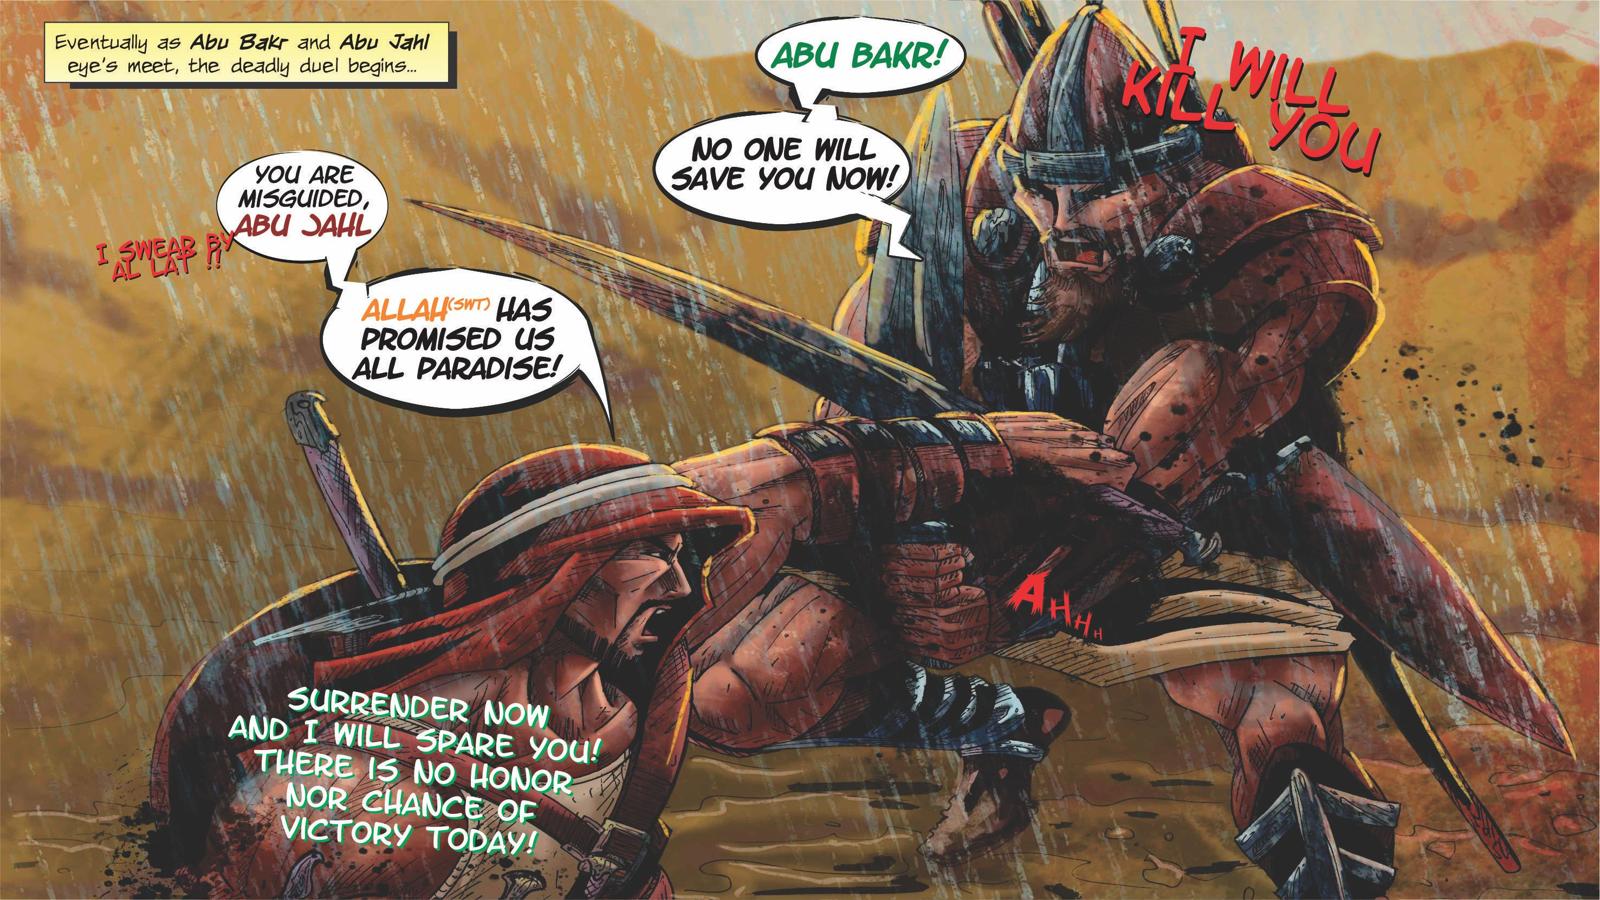 Eventually as Abu Bakr and Abu Jahl
eye's meet, the deadly duel begins...
ABU BAKR!
NO ONE WILL
SAVE YOU NOW!
I WILL
KILL YOU
YOU ARE
MISGUIDED,
ABU JAHL
I SWEAR BY
AL LAT !!
ALLAH(SWT) HAS
PROMISED US
ALL PARADISE!
AHHH
SURRENDER NOW
AND I WILL SPARE YOU!
THERE IS NO HONOR
NOR CHANCE OF
VICTORY TODAY!